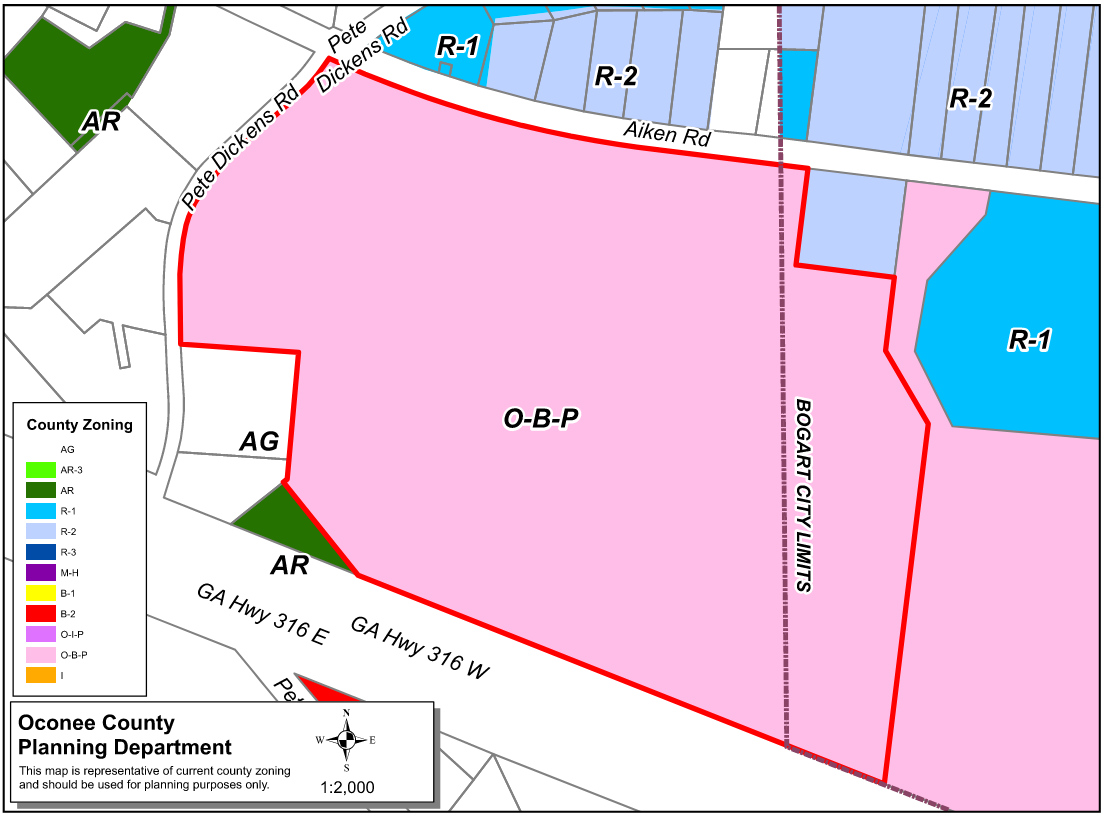 Pete
Dickens Rd
R-1
R-2
R-2
AR
Aiken Rd
Pete Dickens Rd
R-1
O-B-P
BOGART CITY LIMITS
AG
AR
GA Hwy 316 E
GA Hwy 316 W
County Zoning
AG
AR-3
AR
R-1
R-2
R-3
M-H
B-1
B-2
O-I-P
O-B-P
I
Oconee County
Planning Department
This map is representative of current county zoning
and should be used for planning purposes only.
N
W E
S
1:2,000